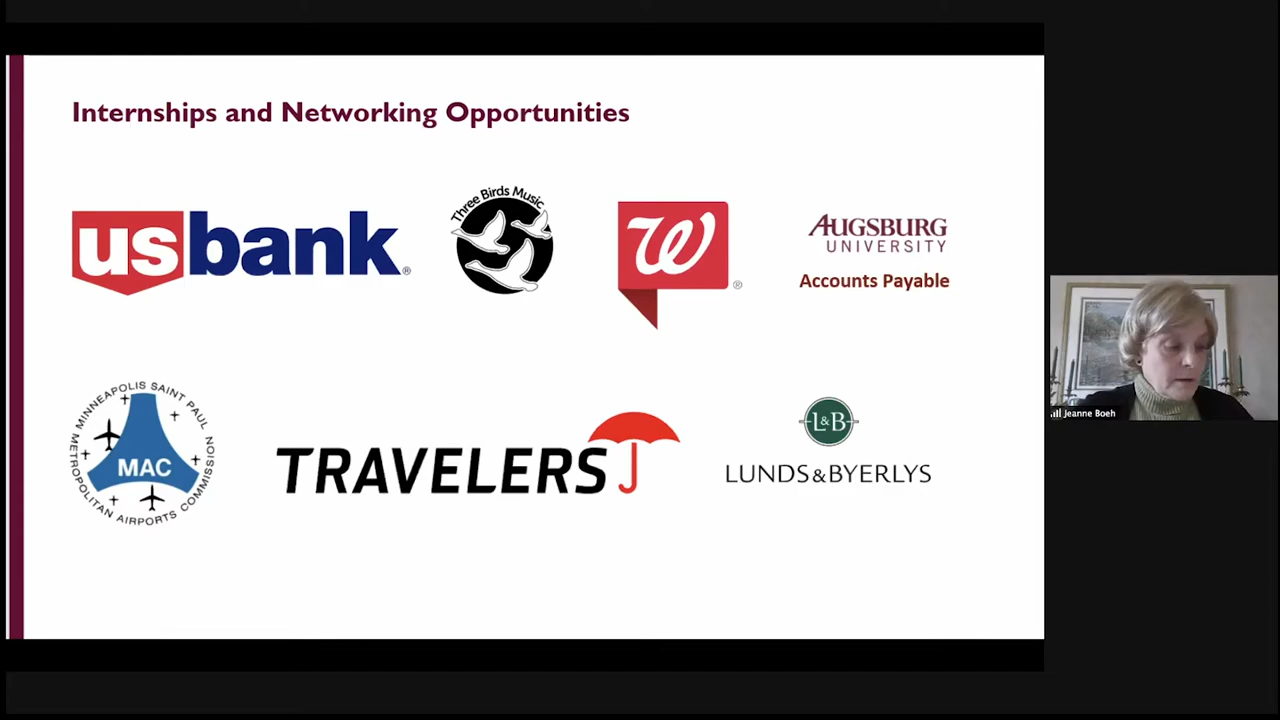 Internships and Networking Opportunities
usbank®
Three Birds Music
W®
AUGSBURG
UNIVERSITY
Accounts Payable
MINNEAPOLIS SAINT PAUL
METROPOLITAN AIRPORTS COMMISSION
MAC
TRAVELERS
L&B
LUNDS&BYERLYS
Jeanne Boeh